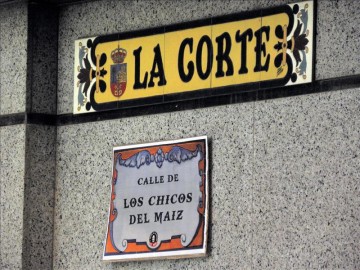 LA CORTE
CALLE DE
LOS CHICOS
DEL MAIZ